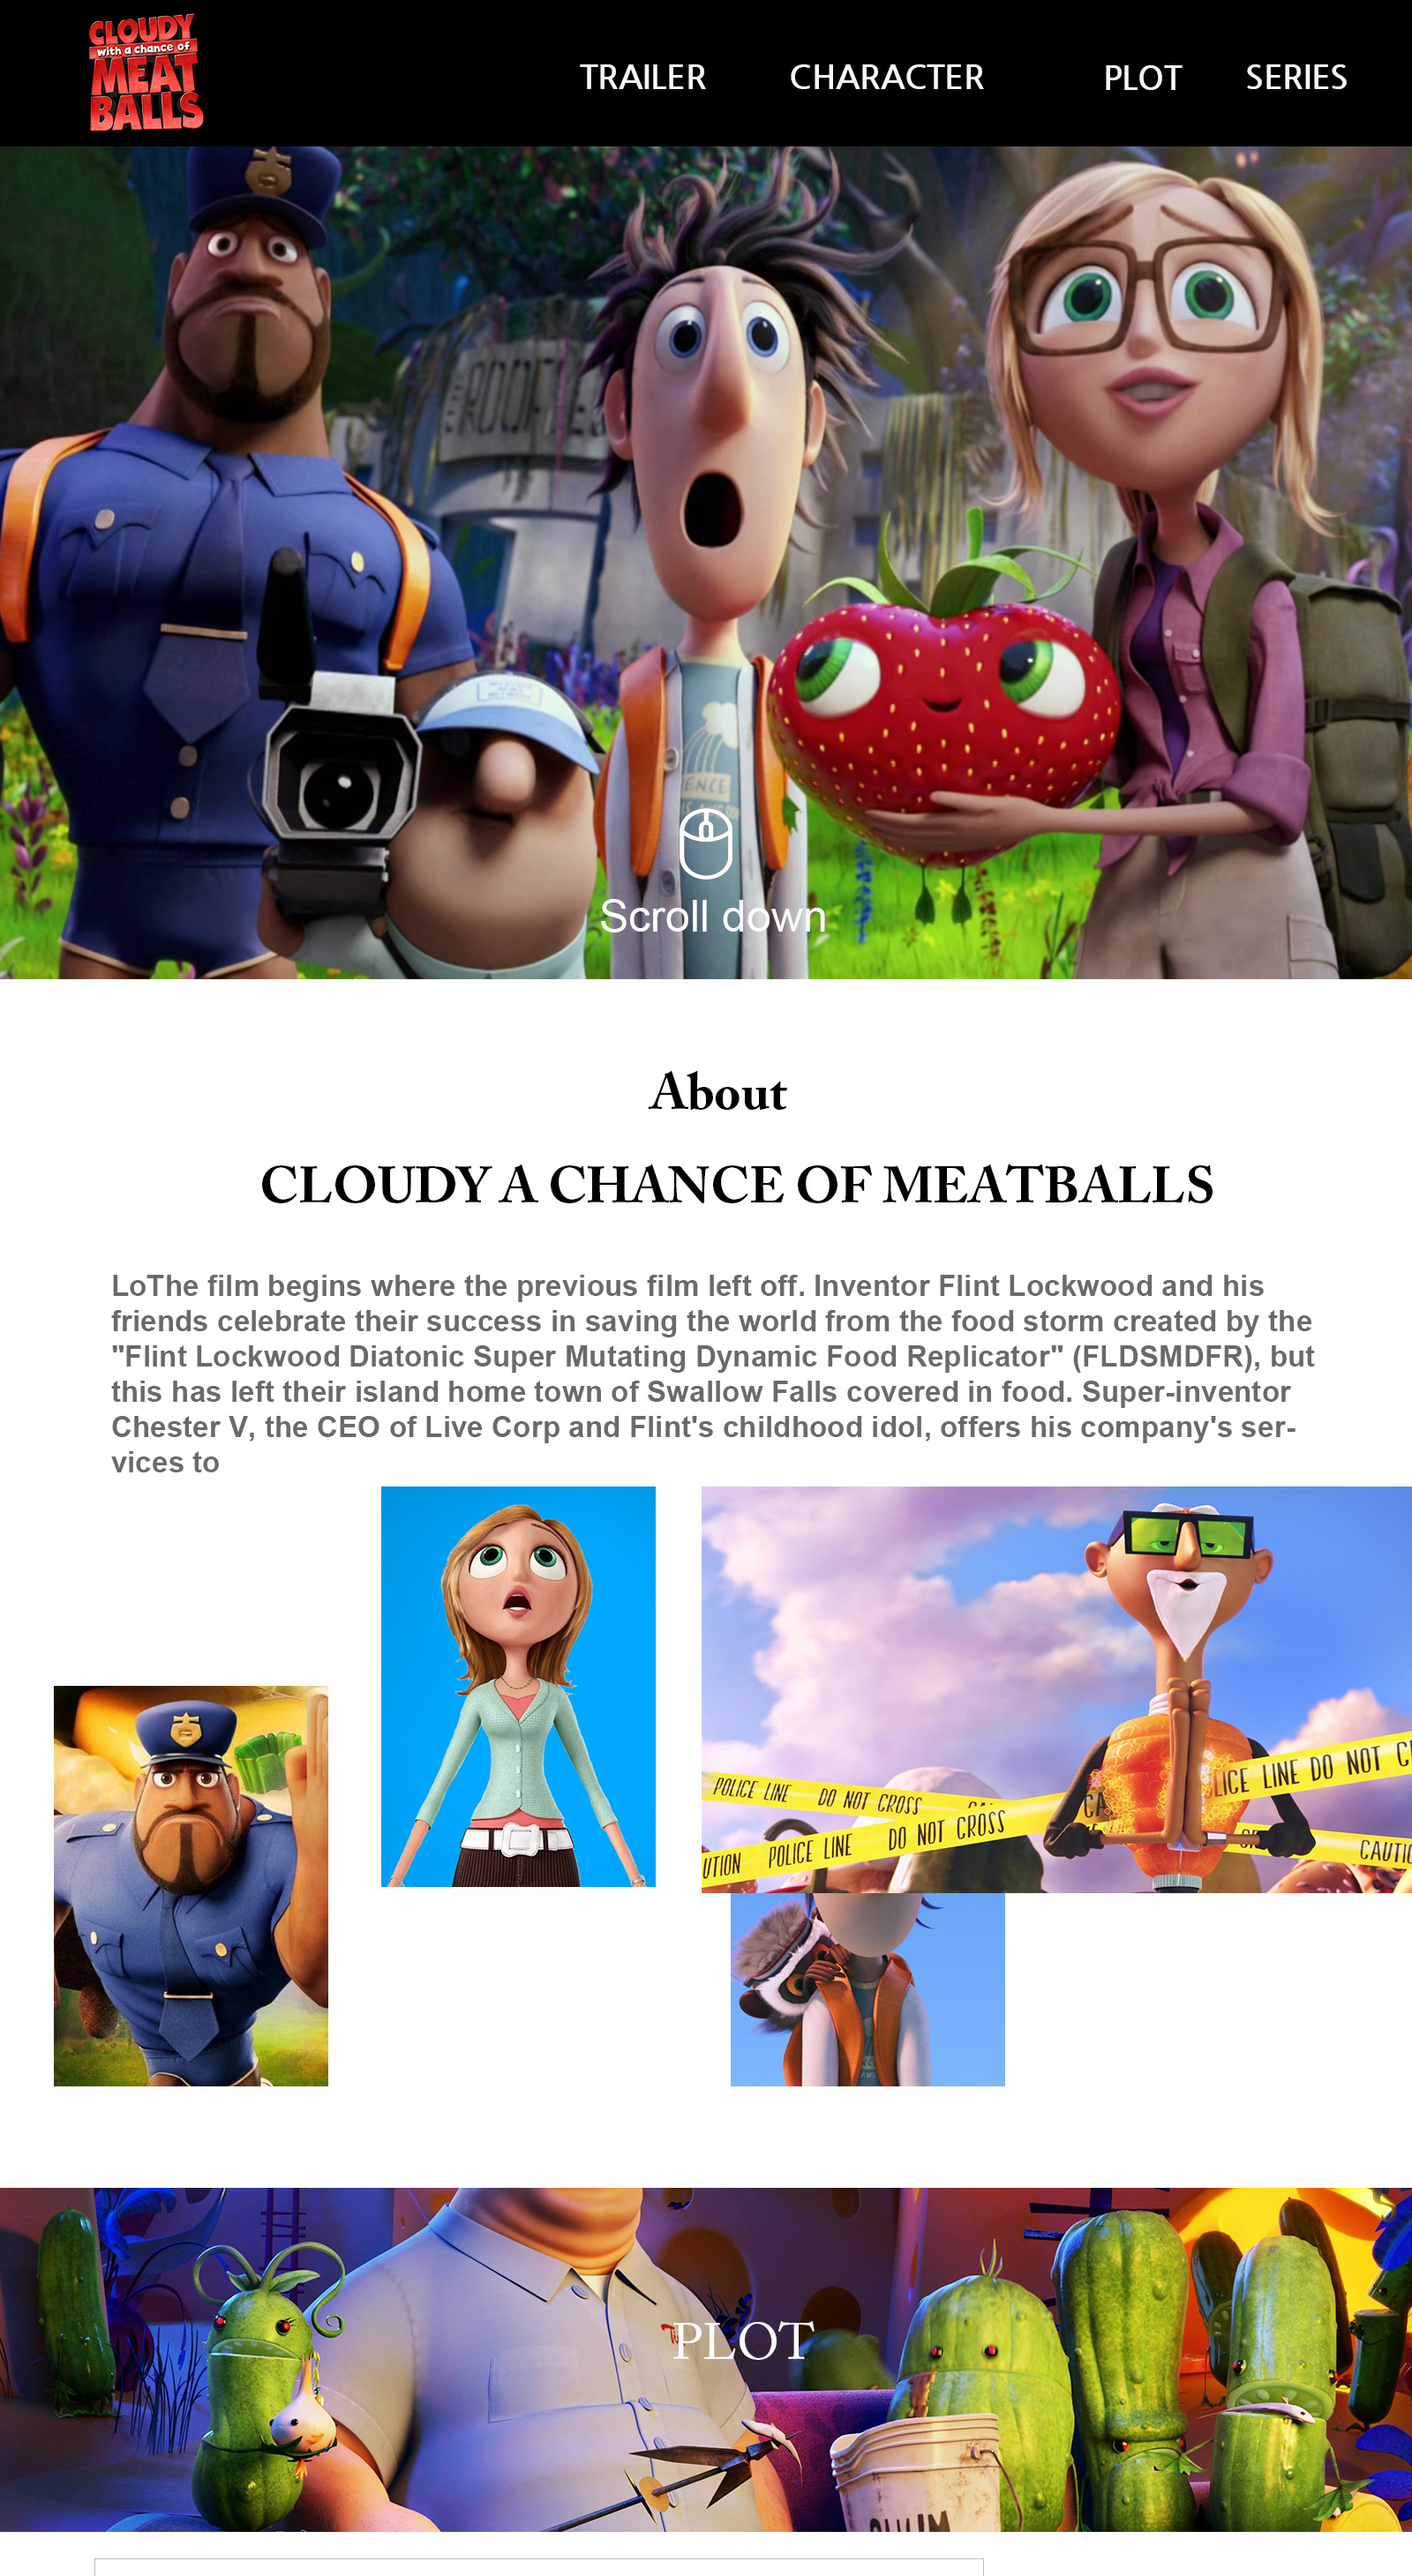 CLOUDY
with a chance of
MEAT
BALLS
TRAILER CHARACTER PLOT SERIES
Scroll down
About
CLOUDY A CHANCE OF MEATBALLS
LoThe film begins where the previous film left off. Inventor Flint Lockwood and his
friends celebrate their success in saving the world from the food storm created by the
"Flint Lockwood Diatonic Super Mutating Dynamic Food Replicator" (FLDSMDFR), but
this has left their island home town of Swallow Falls covered in food. Super-inventor
Chester V, the CEO of Live Corp and Flint's childhood idol, offers his company's ser-
vices to
POLICE LINE DO NOT CROSS
UTION POLICE LINE DO NOT CROSS
LICE LINE DO NOT C
CAUTIO
PLOT
CHUM